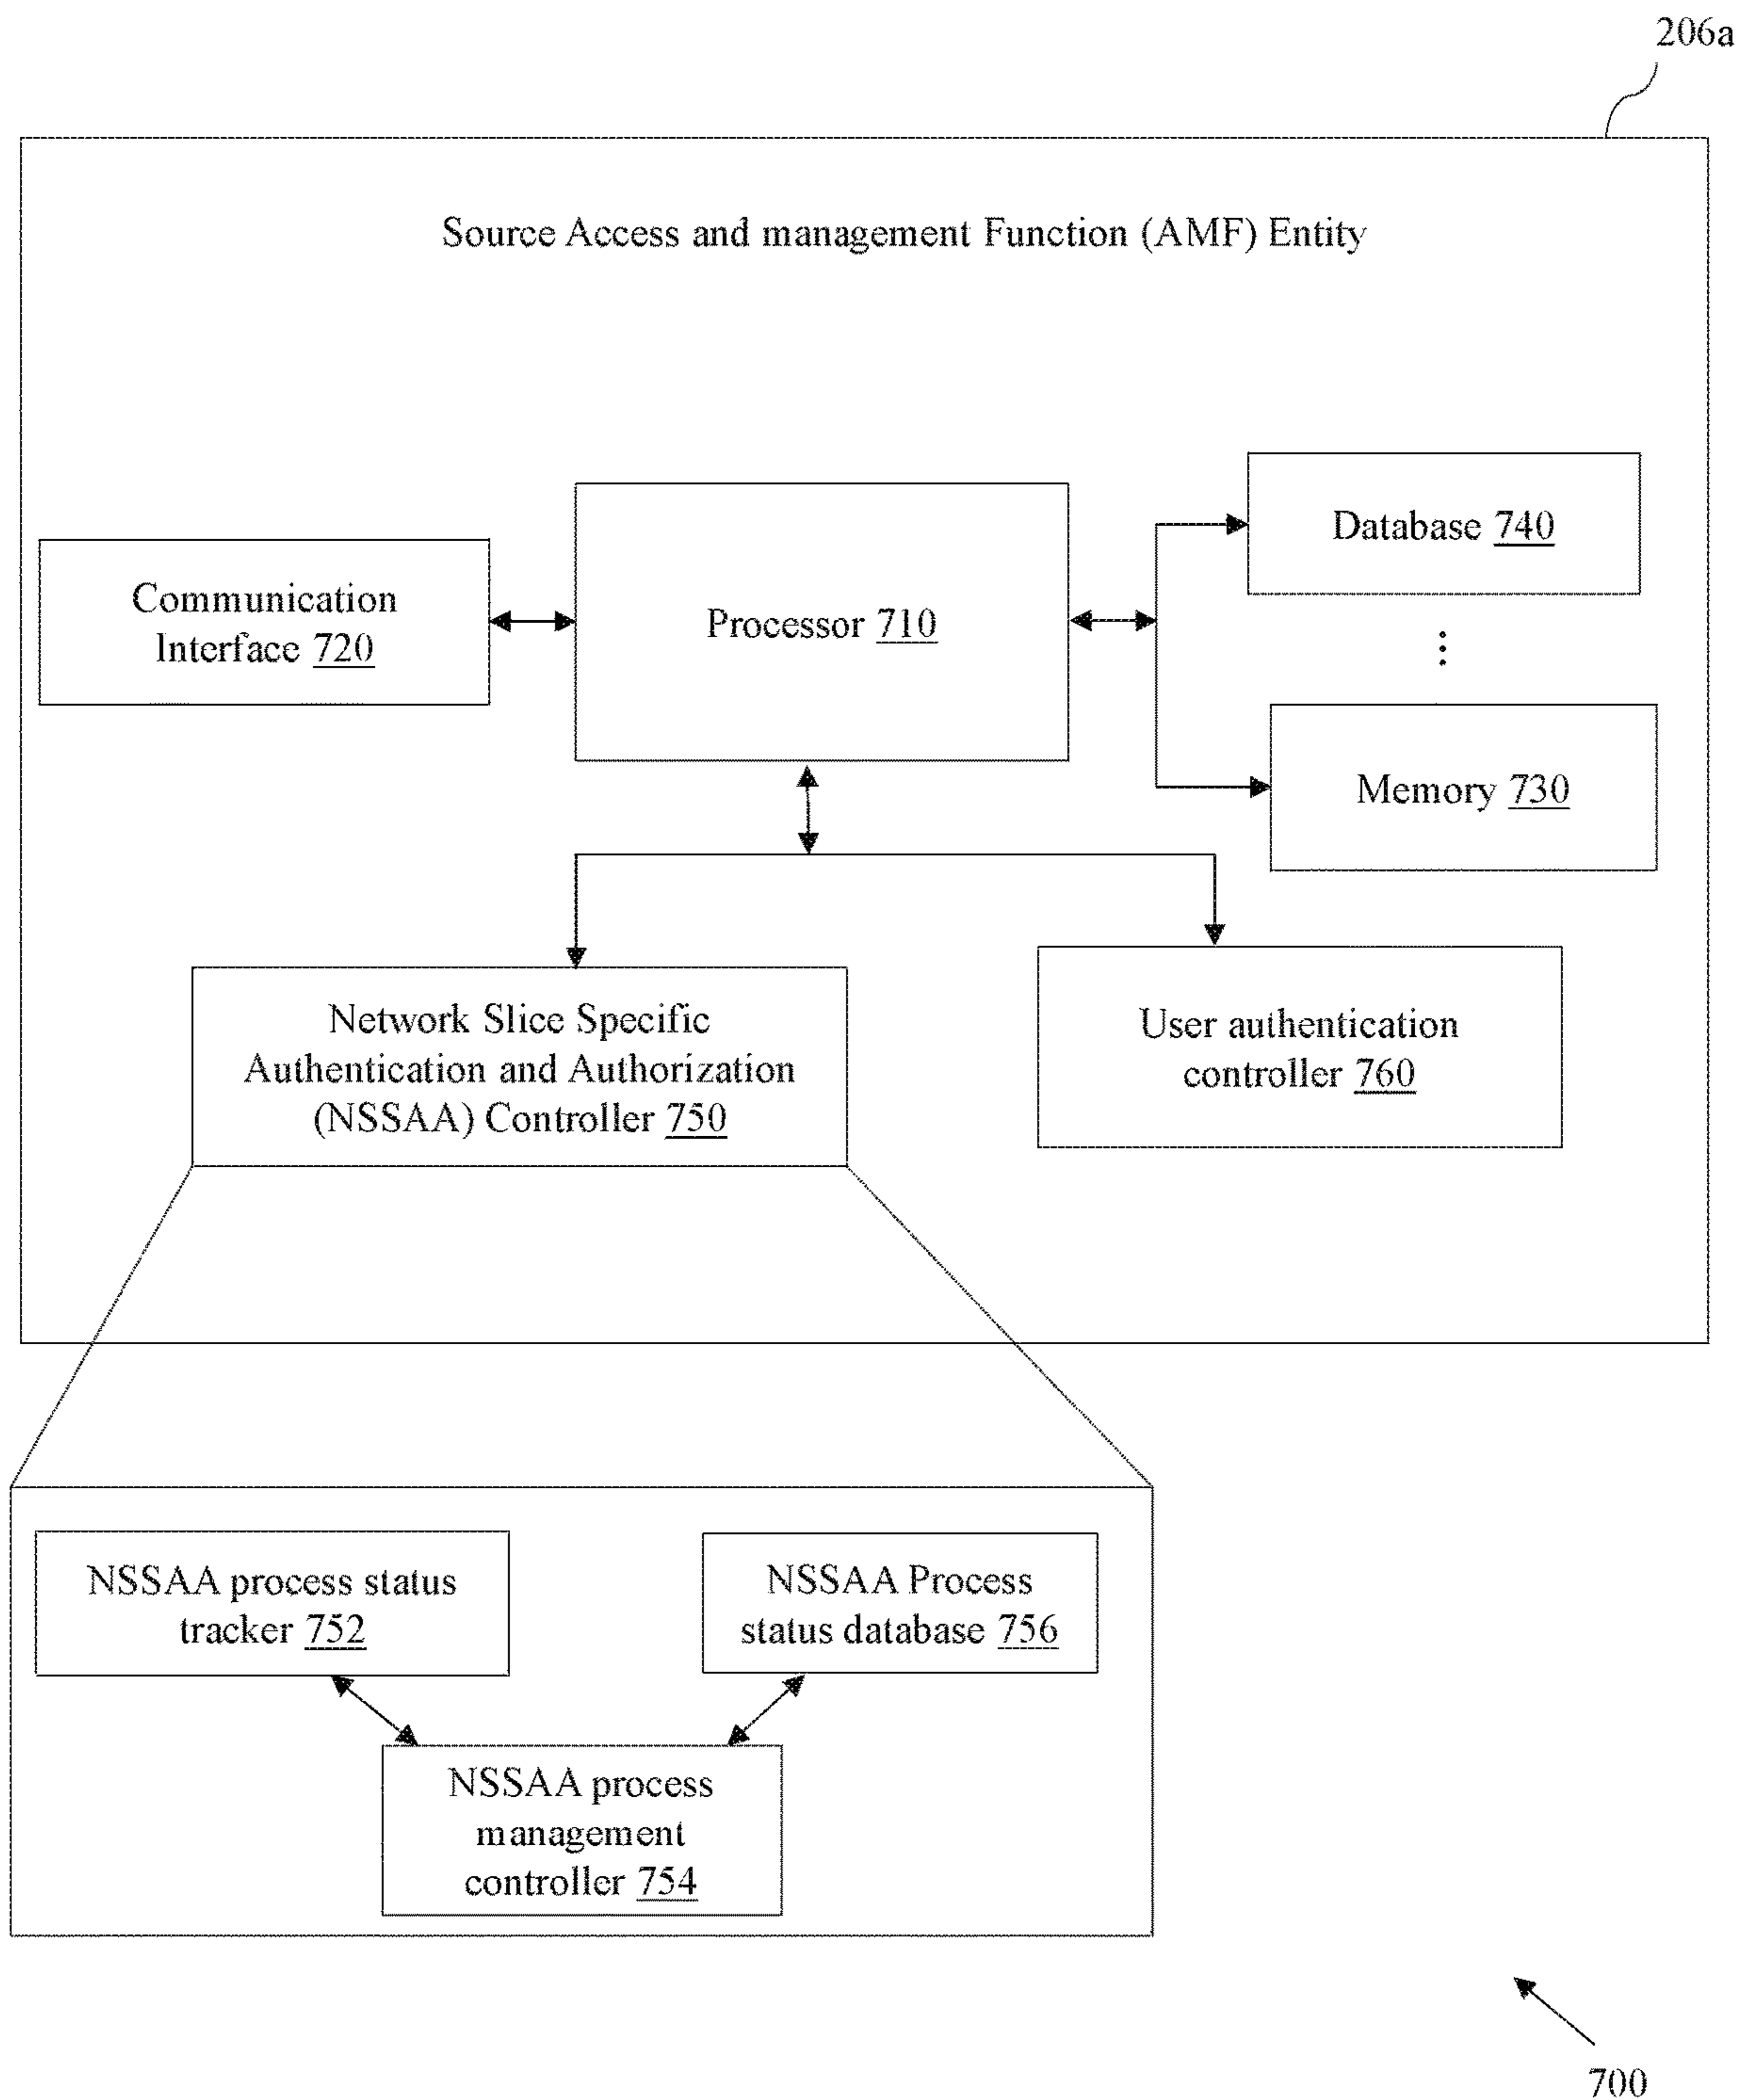 206a
Source Access and management Function (AMF) Entity
Database 740
Communication
Interface 720
Processor 710
Memory 730
Network Slice Specific
Authentication and Authorization
(NSSAA) Controller 750
User authentication
controller 760
NSSAA process status
tracker 752
NSSAA Process
status database 756
NSSAA process
management
controller 754
700